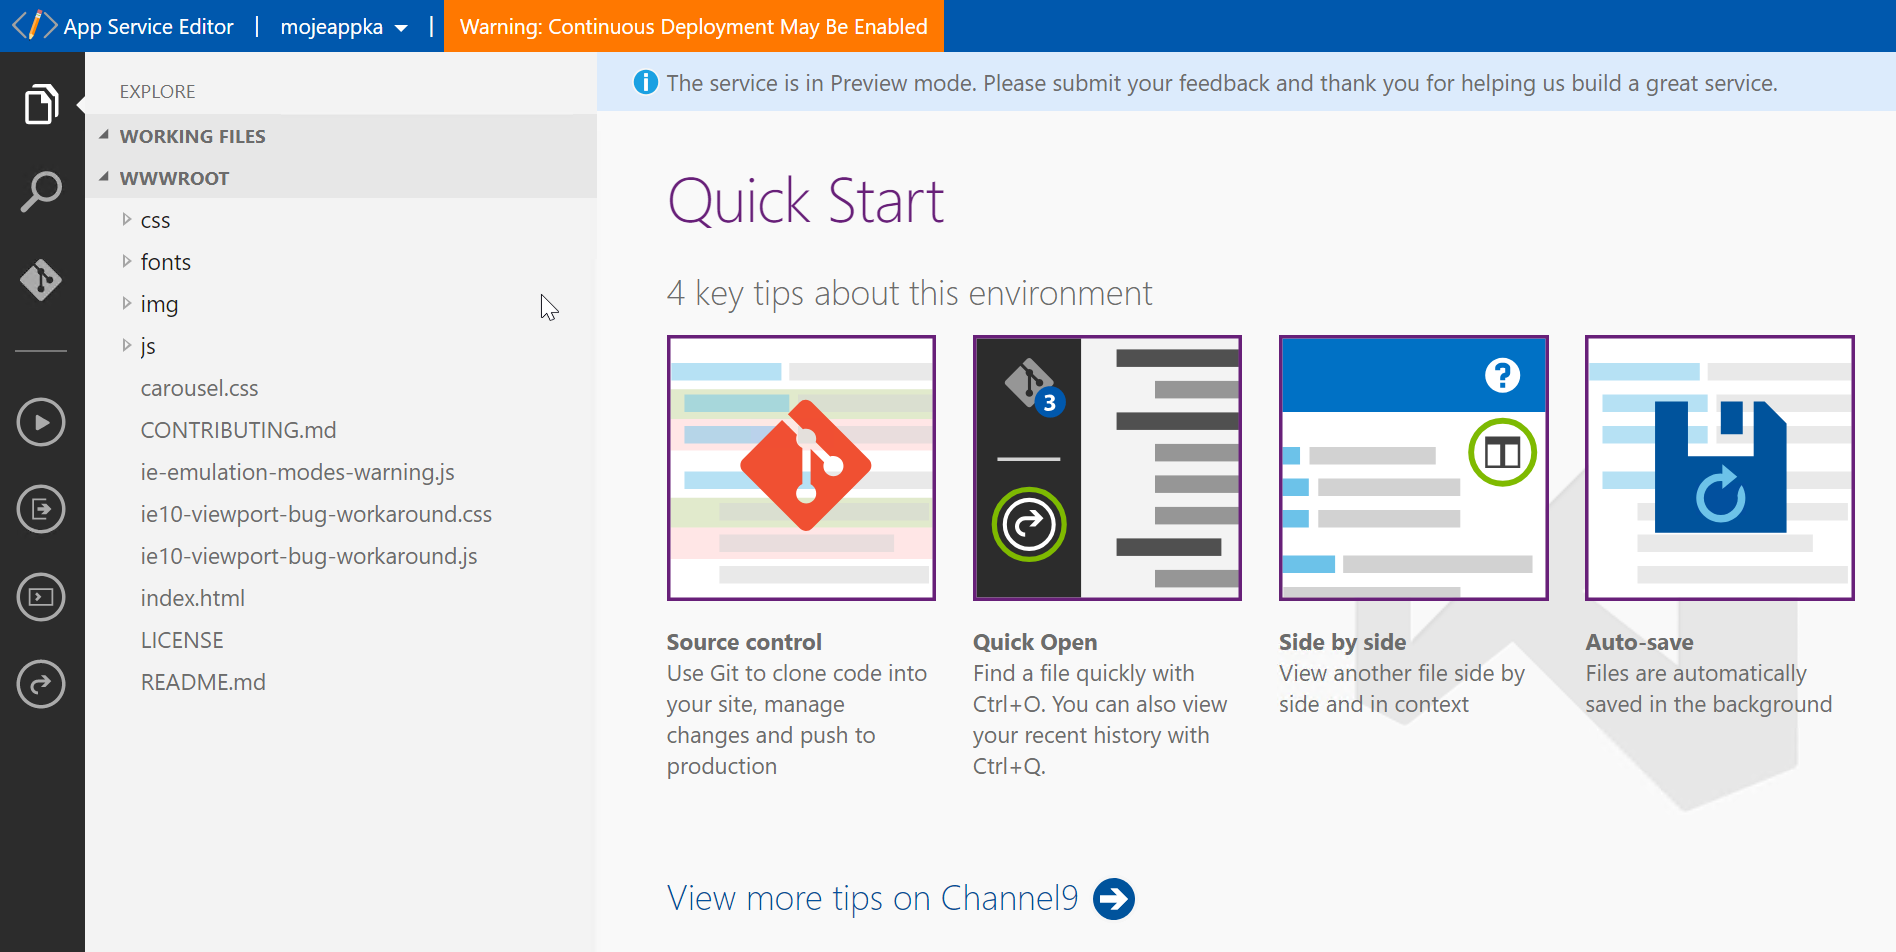 App Service Editor | mojeappka | Warning: Continuous Deployment May Be Enabled
EXPLORE
WORKING FILES
WWWROOT
css
fonts
img
js
carousel.css
CONTRIBUTING.md
ie-emulation-modes-warning.js
ie10-viewport-bug-workaround.css
ie10-viewport-bug-workaround.js
index.html
LICENSE
README.md
The service is in Preview mode. Please submit your feedback and thank you for helping us build a great service.
Quick Start
4 key tips about this environment
3
?
Source control
Use Git to clone code into
your site, manage
changes and push to
production
Quick Open
Find a file quickly with
Ctrl+O. You can also view
your recent history with
Ctrl+Q.
Side by side
View another file side by
side and in context
Auto-save
Files are automatically
saved in the background
View more tips on Channel9